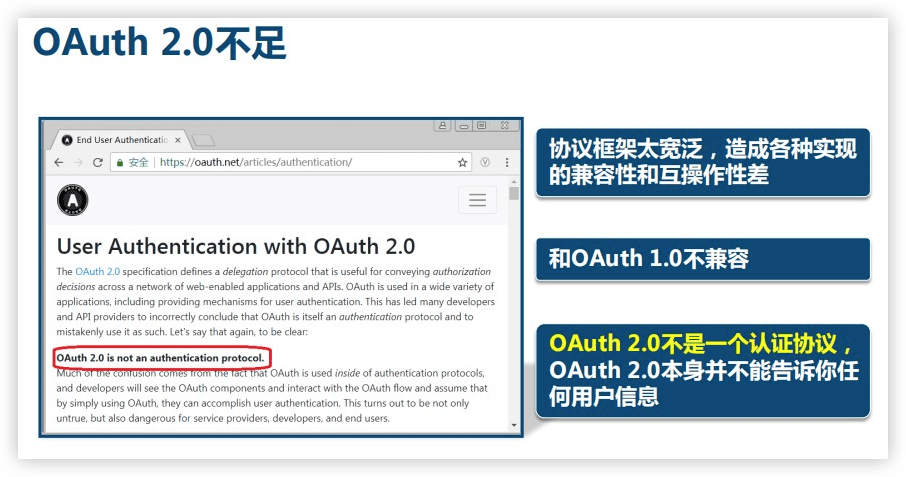 OAuth 2.0不足
End User Authenticatio
安全 https://oauth.net/articles/authentication/
User Authentication with OAuth 2.0
The OAuth 2.0 specification defines a delegation protocol that is useful for conveying authorization
decisions across a network of web-enabled applications and APIs. OAuth is used in a wide variety of
applications, including providing mechanisms for user authentication. This has led many developers
and API providers to incorrectly conclude that OAuth is itself an authentication protocol and to
mistakenly use it as such. Let's say that again, to be clear:
OAuth 2.0 is not an authentication protocol.
Much of the confusion comes from the fact that OAuth is used inside of authentication protocols,
and developers will see the OAuth components and interact with the OAuth flow and assume that
by simply using OAuth, they can accomplish user authentication. This turns out to be not only
untrue, but also dangerous for service providers, developers, and end users.
协议框架太宽泛，造成各种实现
的兼容性和互操作性差
和OAuth 1.0不兼容
OAuth 2.0不是一个认证协议，
OAuth 2.0本身并不能告诉你任
何用户信息